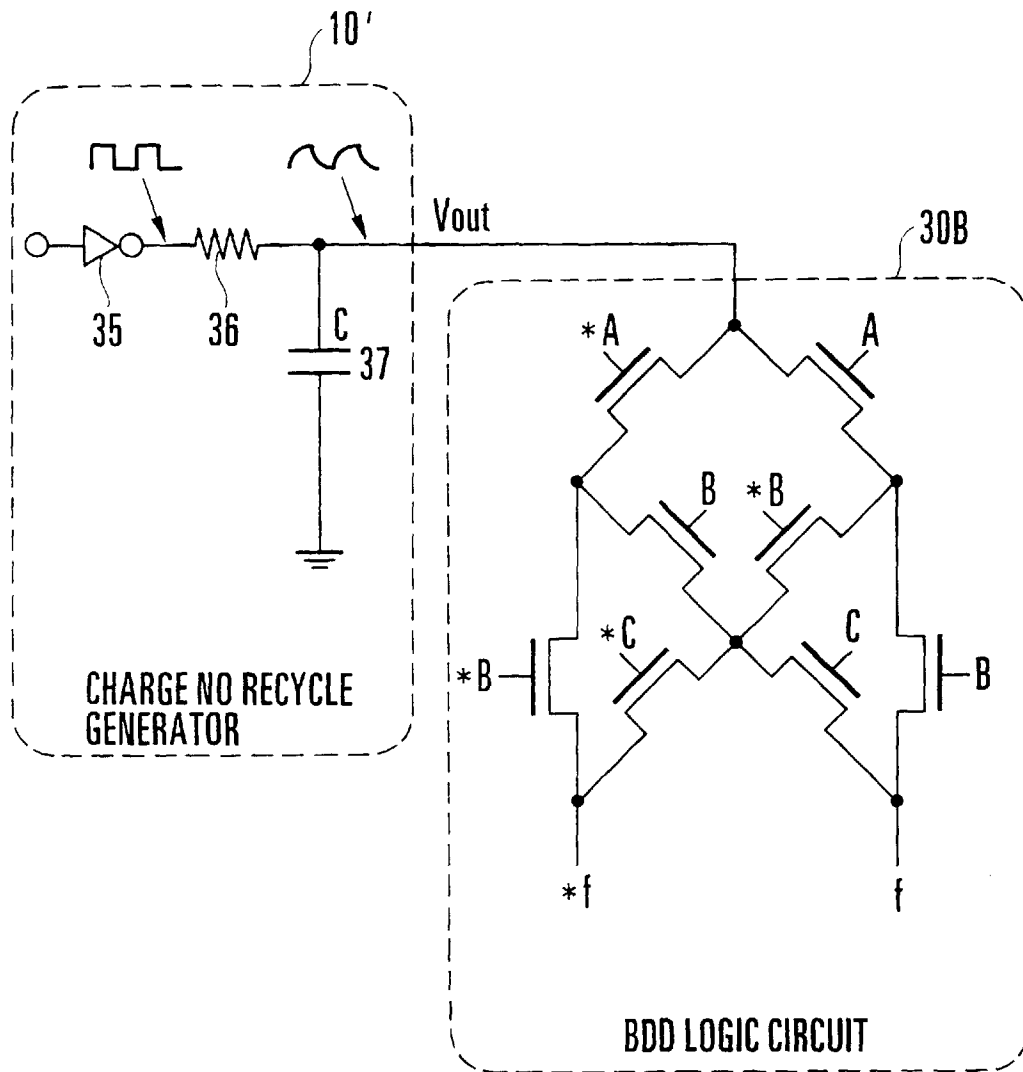 10'
Vout
30B
35
36
C
37
*A
A
B
*B
*C
C
*B
B
CHARGE NO RECYCLE
GENERATOR
*f
f
BDD LOGIC CIRCUIT